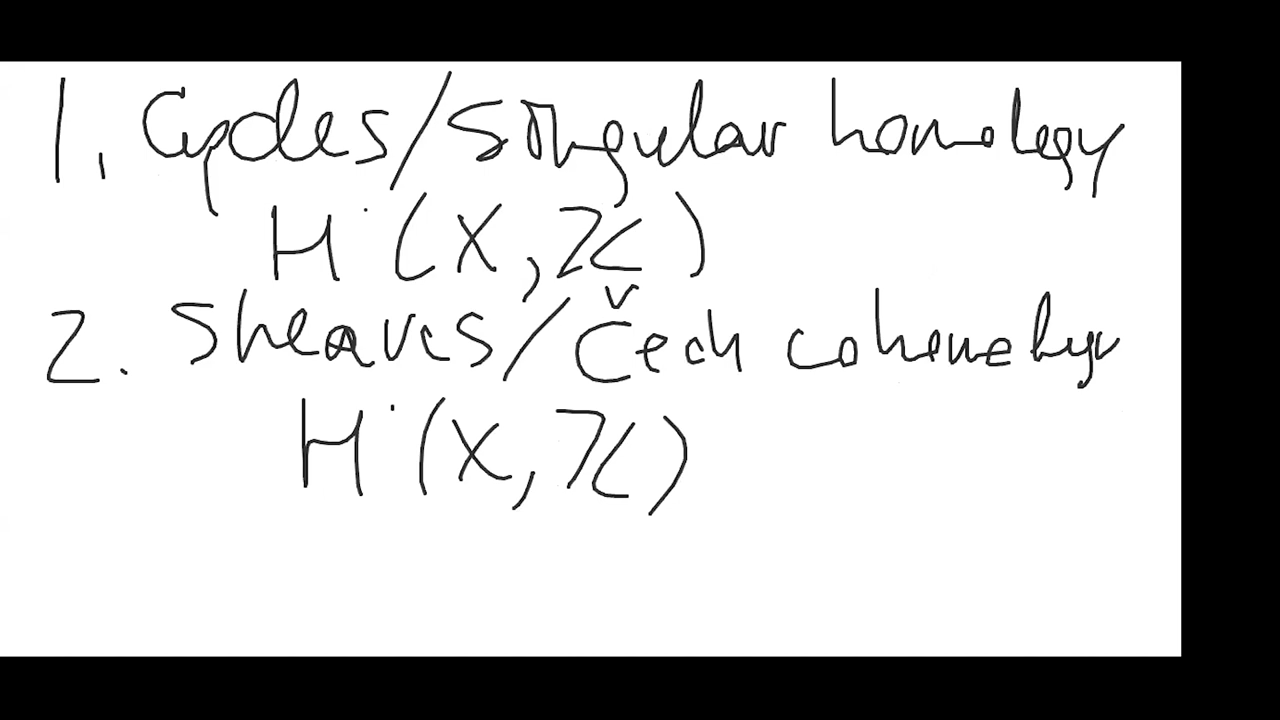 1. Cycles/Singular homology
H˙(X, ℤ)
2. Sheaves/Čech cohomology
H˙(X, ℤ)